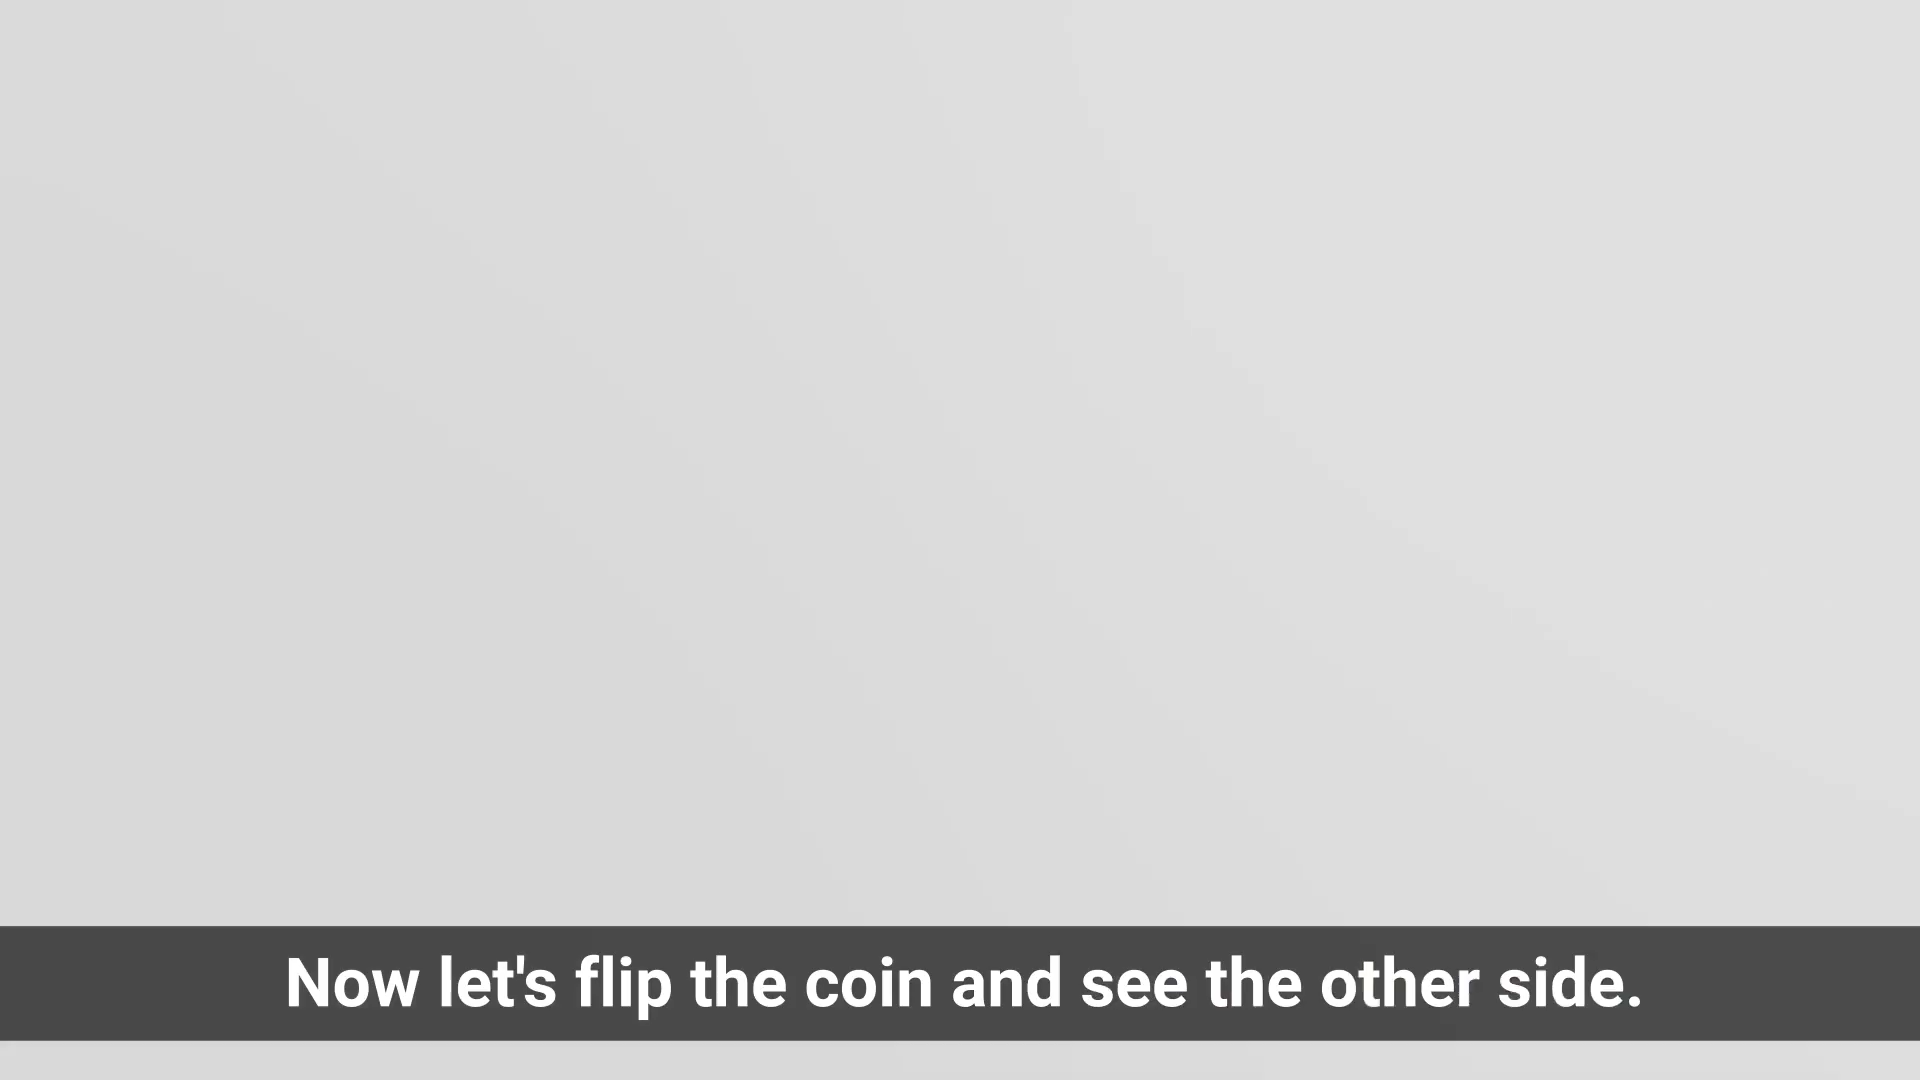 Now let's flip the coin and see the other side.